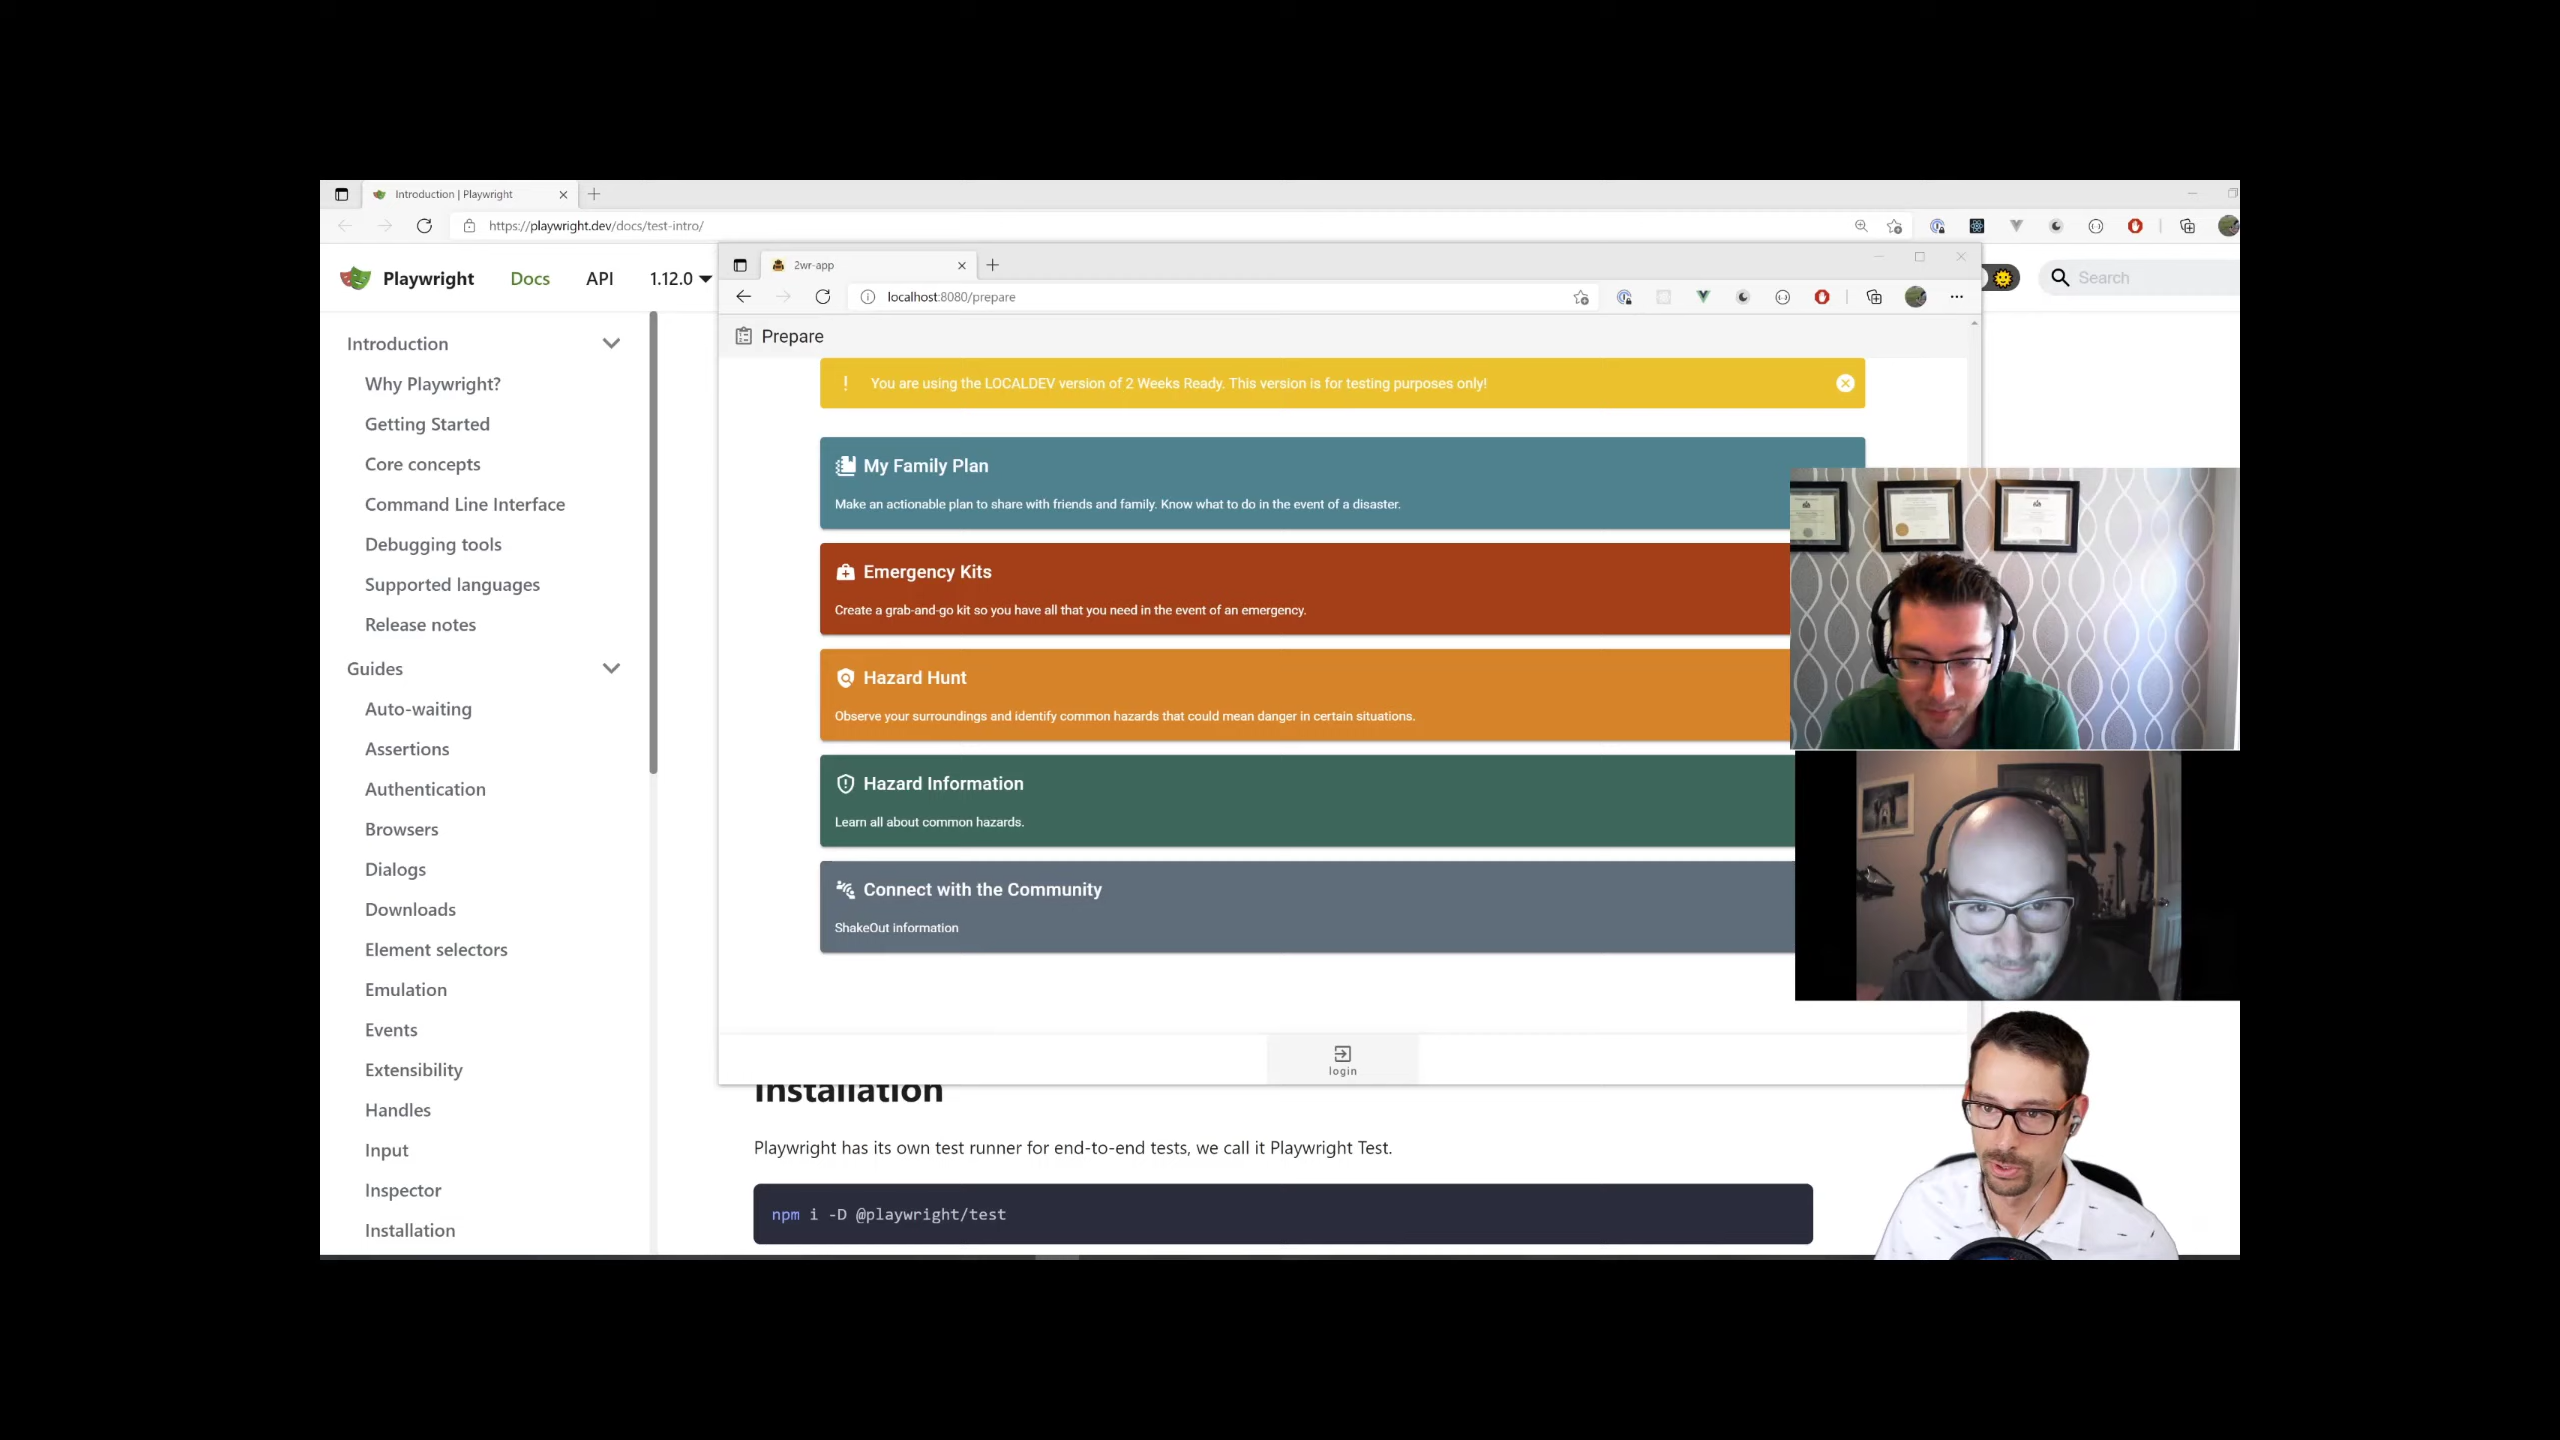 Introduction | Playwright
https://playwright.dev/docs/test-intro/
Playwright
Docs
API
1.12.0
Search
Introduction
Why Playwright?
Getting Started
Core concepts
Command Line Interface
Debugging tools
Supported languages
Release notes
Guides
Auto-waiting
Assertions
Authentication
Browsers
Dialogs
Downloads
Element selectors
Emulation
Events
Extensibility
Handles
Input
Inspector
Installation
2wr-app
localhost:8080/prepare
Prepare
You are using the LOCALDEV version of 2 Weeks Ready. This version is for testing purposes only!
My Family Plan
Make an actionable plan to share with friends and family. Know what to do in the event of a disaster.
Emergency Kits
Create a grab-and-go kit so you have all that you need in the event of an emergency.
Hazard Hunt
Observe your surroundings and identify common hazards that could mean danger in certain situations.
Hazard Information
Learn all about common hazards.
Connect with the Community
ShakeOut information
login
Installation
Playwright has its own test runner for end-to-end tests, we call it Playwright Test.
npm i -D @playwright/test